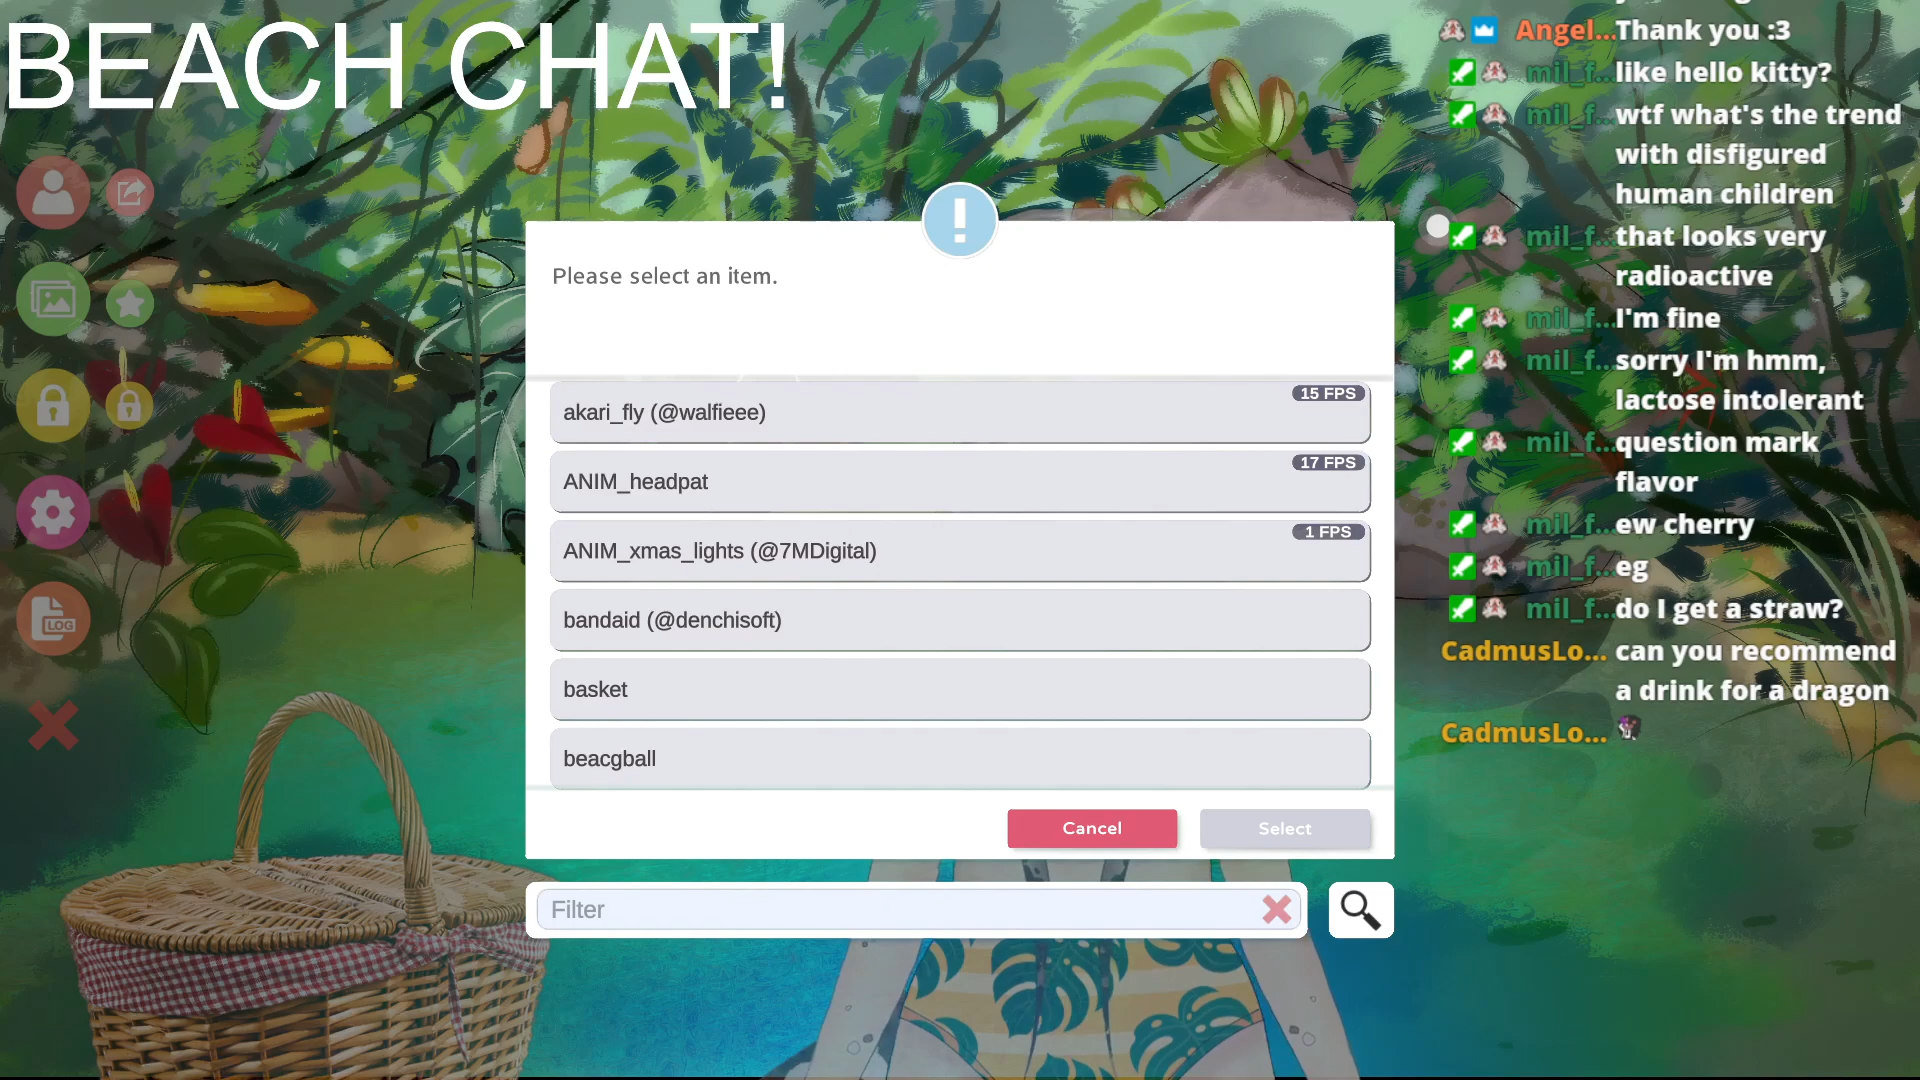 BEACH CHAT!
Please select an item.
akari_fly (@walfieee)
15 FPS
ANIM_headpat
17 FPS
ANIM_xmas_lights (@7MDigital)
1 FPS
bandaid (@denchisoft)
basket
beacgball
Cancel
Select
Filter
LOG
Angel...Thank you :3
mil_f...like hello kitty?
mil_f...wtf what's the trend
with disfigured
human children
mil_f...that looks very
radioactive
mil_f...I'm fine
mil_f...sorry I'm hmm,
lactose intolerant
mil_f...question mark
flavor
mil_f...ew cherry
mil_f...eg
mil_f...do I get a straw?
CadmusLo... can you recommend
a drink for a dragon
CadmusLo...